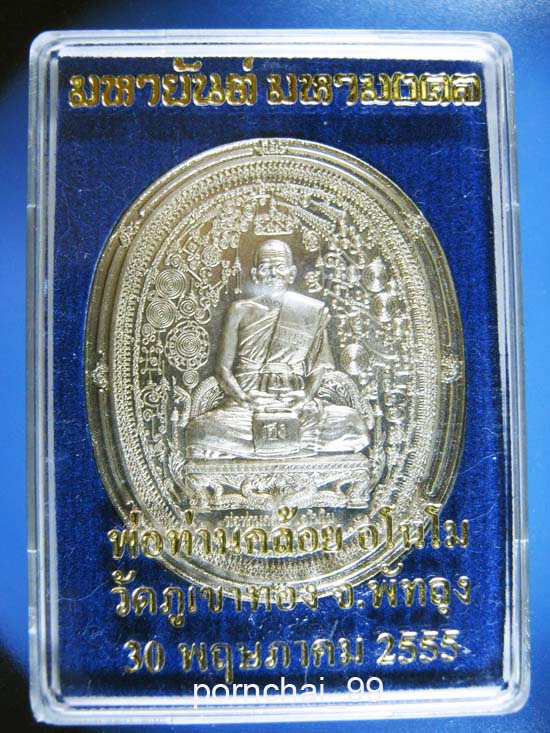 มหายันต์ มหามงคล
พ่อท่านคล้อย อโนโม
วัดภูเขาทอง จ.พัทลุง
30 พฤษภาคม 2555
pornchai_99